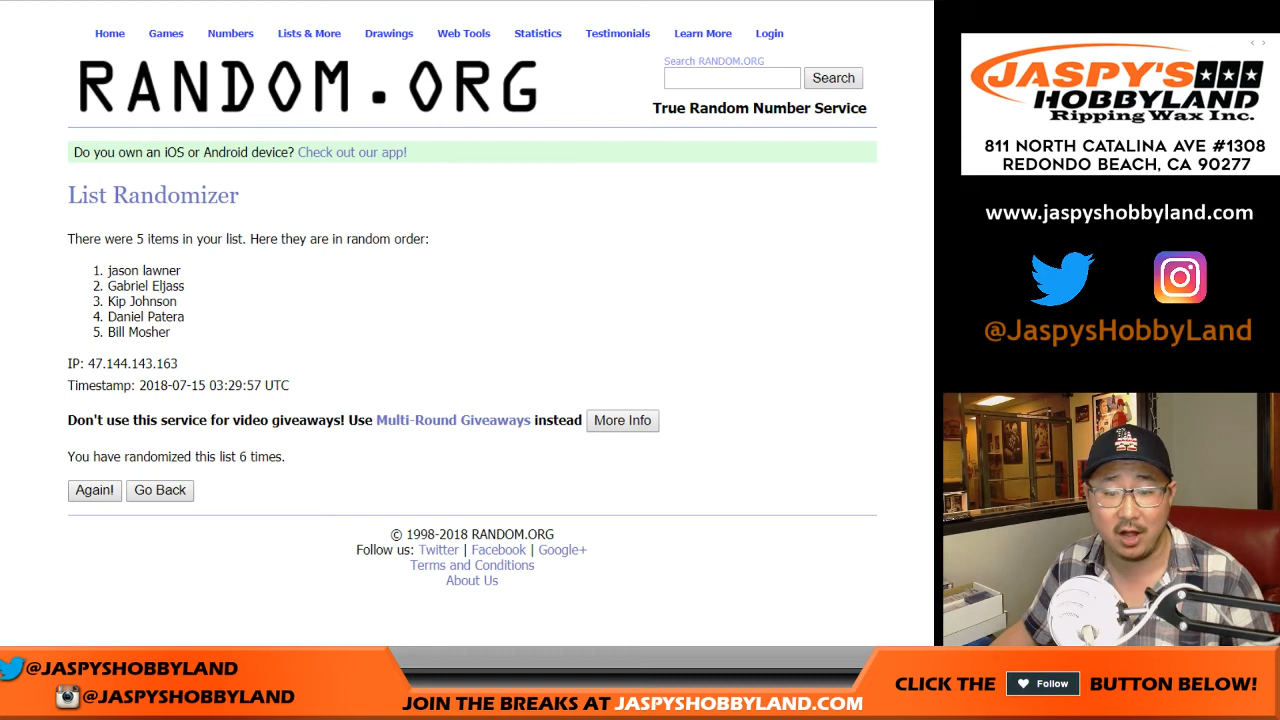 Home Games Numbers Lists & More Drawings Web Tools Statistics Testimonials Learn More Login
RANDOM.ORG
Search RANDOM.ORG
Search
True Random Number Service
Do you own an iOS or Android device? Check out our app!
List Randomizer
There were 5 items in your list. Here they are in random order:
1. jason lawner
2. Gabriel Eljass
3. Kip Johnson
4. Daniel Patera
5. Bill Mosher
IP: 47.144.143.163
Timestamp: 2018-07-15 03:29:57 UTC
Don't use this service for video giveaways! Use Multi-Round Giveaways instead More Info
You have randomized this list 6 times.
Again! Go Back
© 1998-2018 RANDOM.ORG
Follow us: Twitter | Facebook | Google+
Terms and Conditions
About Us
JASPY'S
HOBBYLAND
Ripping Wax Inc.
811 NORTH CATALINA AVE #1308
REDONDO BEACH, CA 90277
www.jaspyshobbyland.com
@JaspysHobbyLand
@JASPYSHOBBYLAND
@JASPYSHOBBYLAND
JOIN THE BREAKS AT JASPYSHOBBYLAND.COM
CLICK THE Follow BUTTON BELOW!